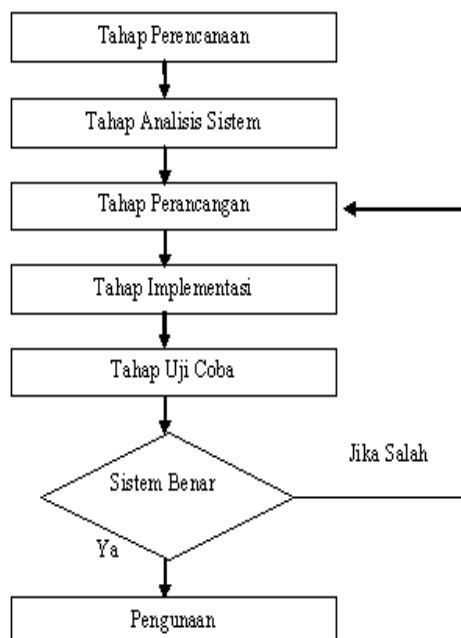 Tahap Perencanaan
Tahap Analisis Sistem
Tahap Perancangan
Tahap Implementasi
Tahap Uji Coba
Jika Salah
Sistem Benar
Ya
Pengunaan